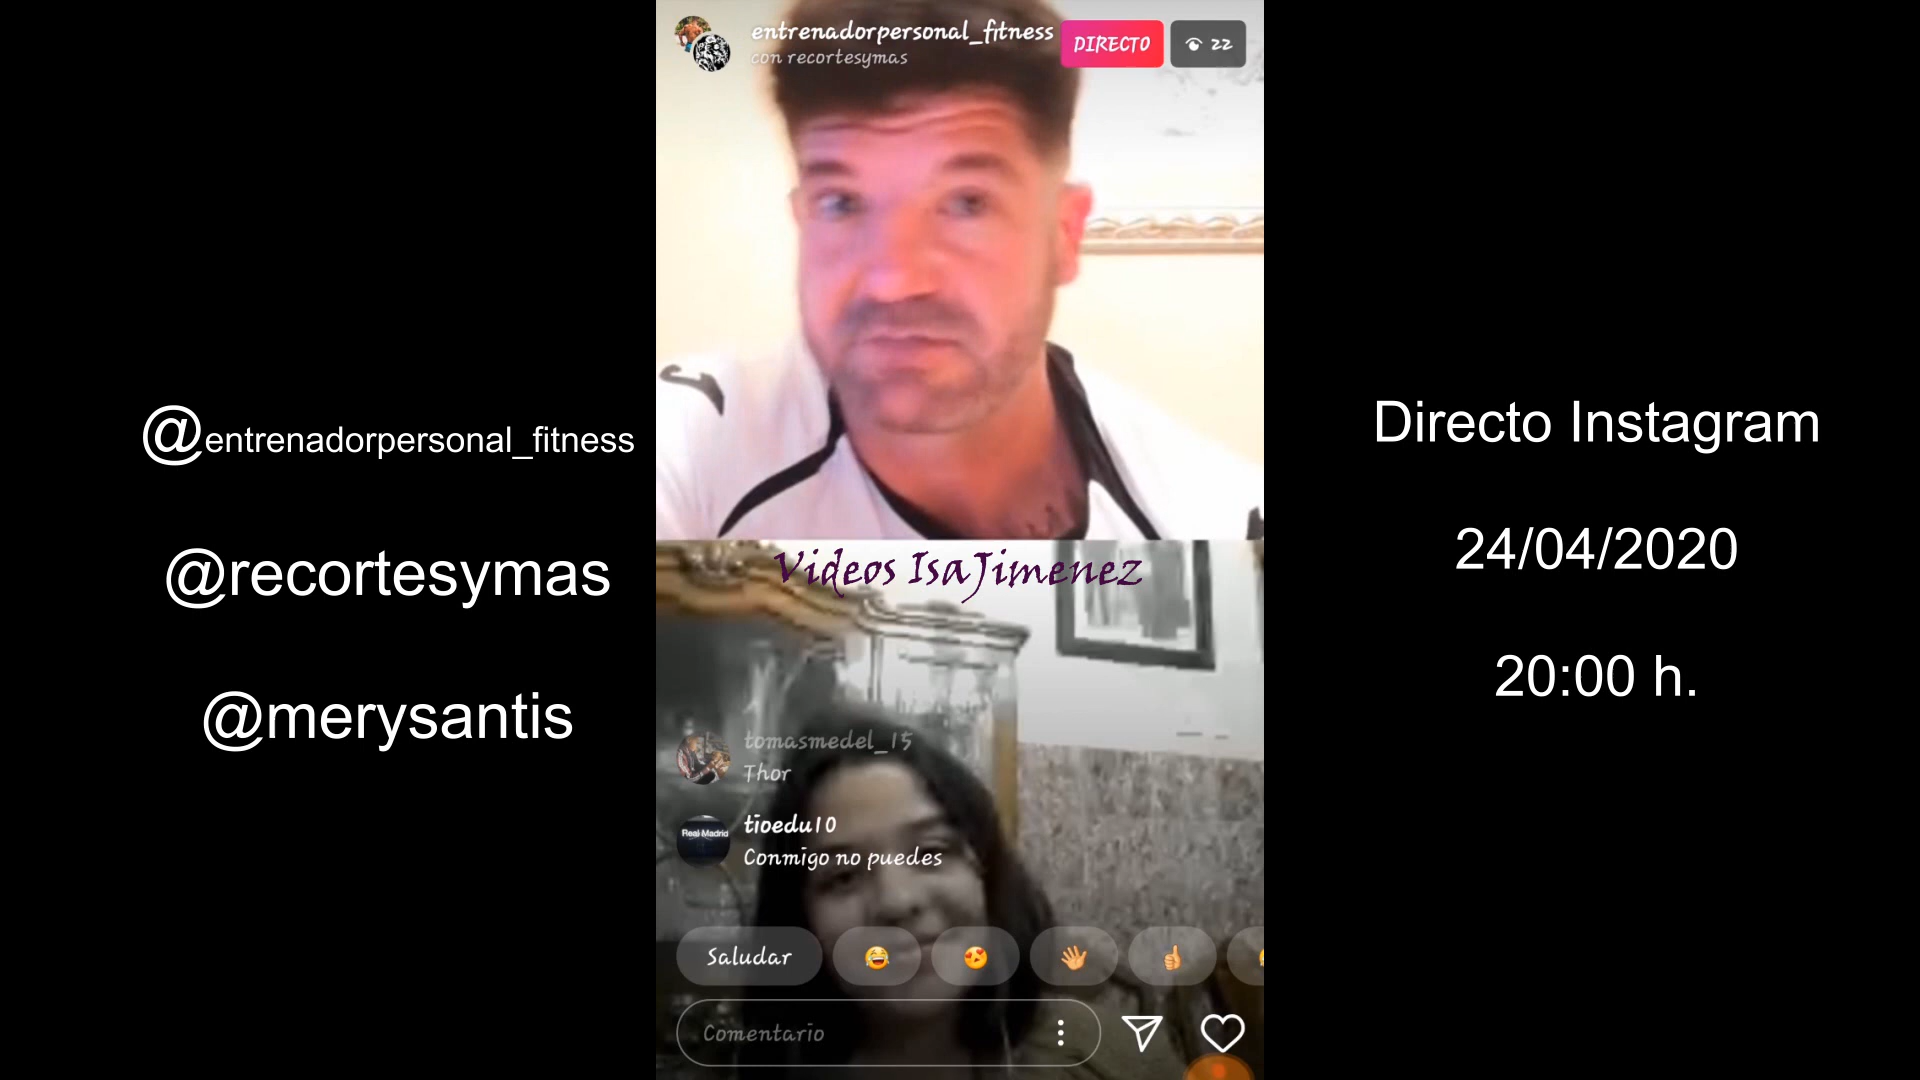 entrenadorpersonal_fitness
con recortesymas
DIRECTO
22
@entrenadorpersonal_fitness
@recortesymas
@merysantis
Videos IsaJimenez
tomasmedel_15
Thor
Real Madrid
tioedu10
Conmigo no puedes
Saludar
Comentario
Directo Instagram
24/04/2020
20:00 h.